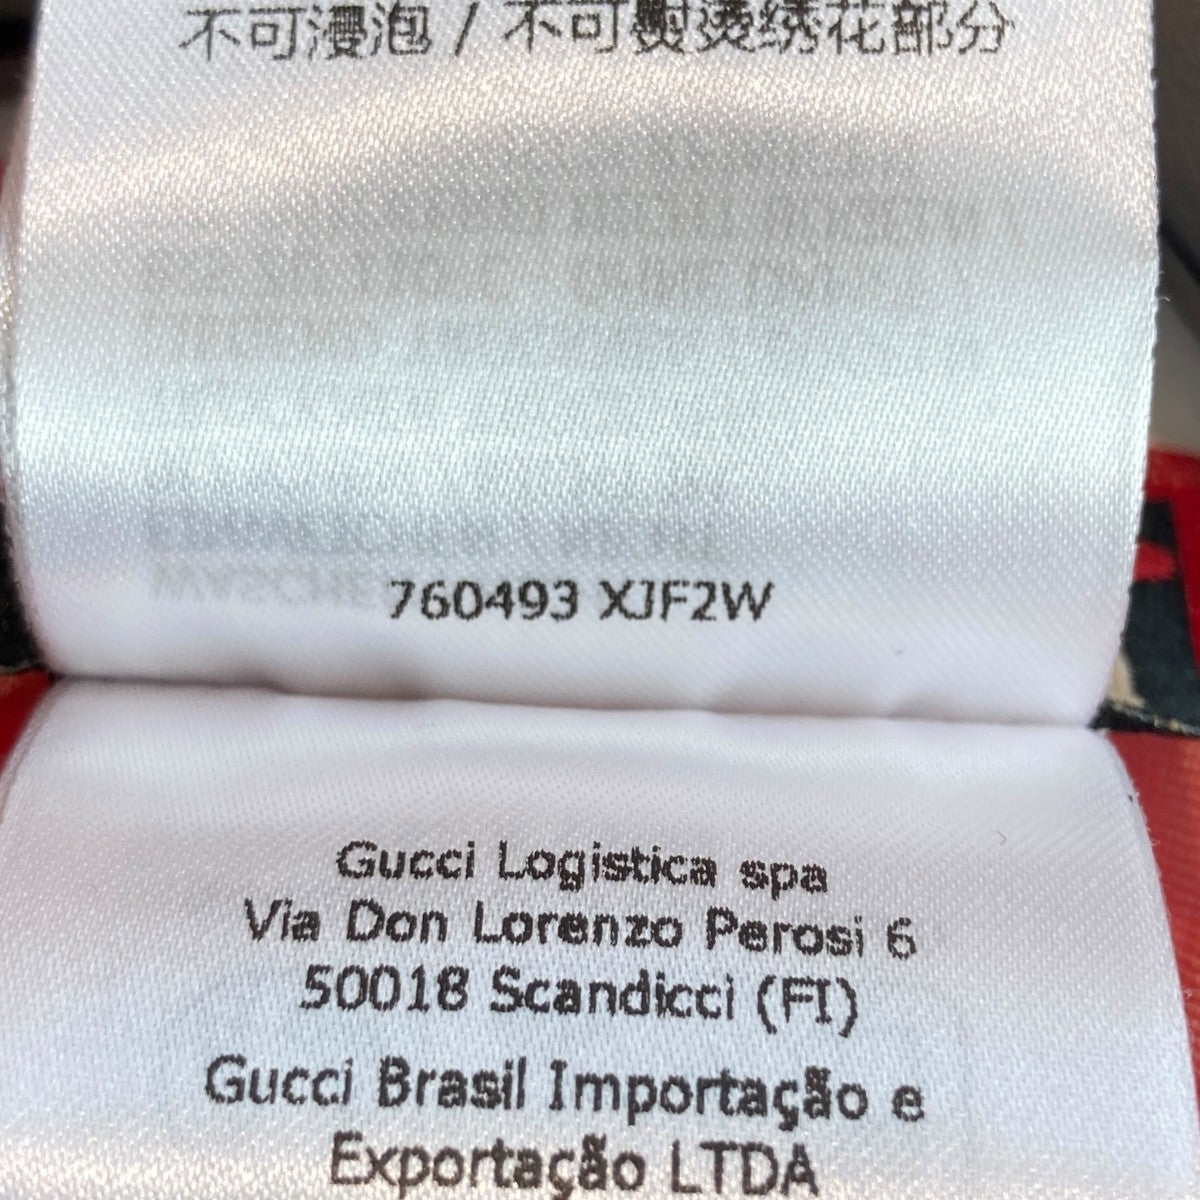 不可浸泡 / 不可熨烫绣花部分
760493 XJF2W
Gucci Logistica spa
Via Don Lorenzo Perosi 6
50018 Scandicci (FI)
Gucci Brasil Importação e
Exportação LTDA